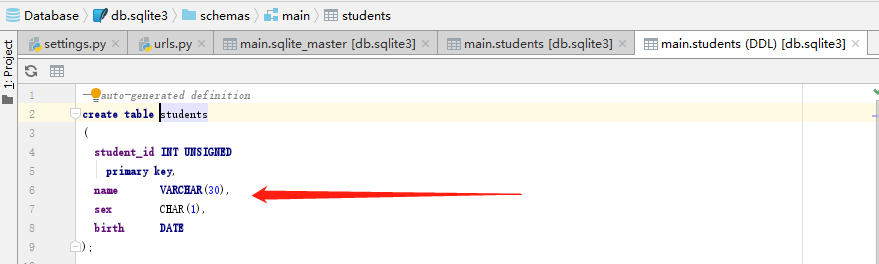 Database db.sqlite3 schemas main students
settings.py urls.py main.sqlite_master [db.sqlite3] main.students [db.sqlite3] main.students (DDL) [db.sqlite3]
1: Project
1 auto-generated definition
2 create table students
3 (
4 student_id INT UNSIGNED
5 primary key,
6 name VARCHAR(30),
7 sex CHAR(1),
8 birth DATE
9 );